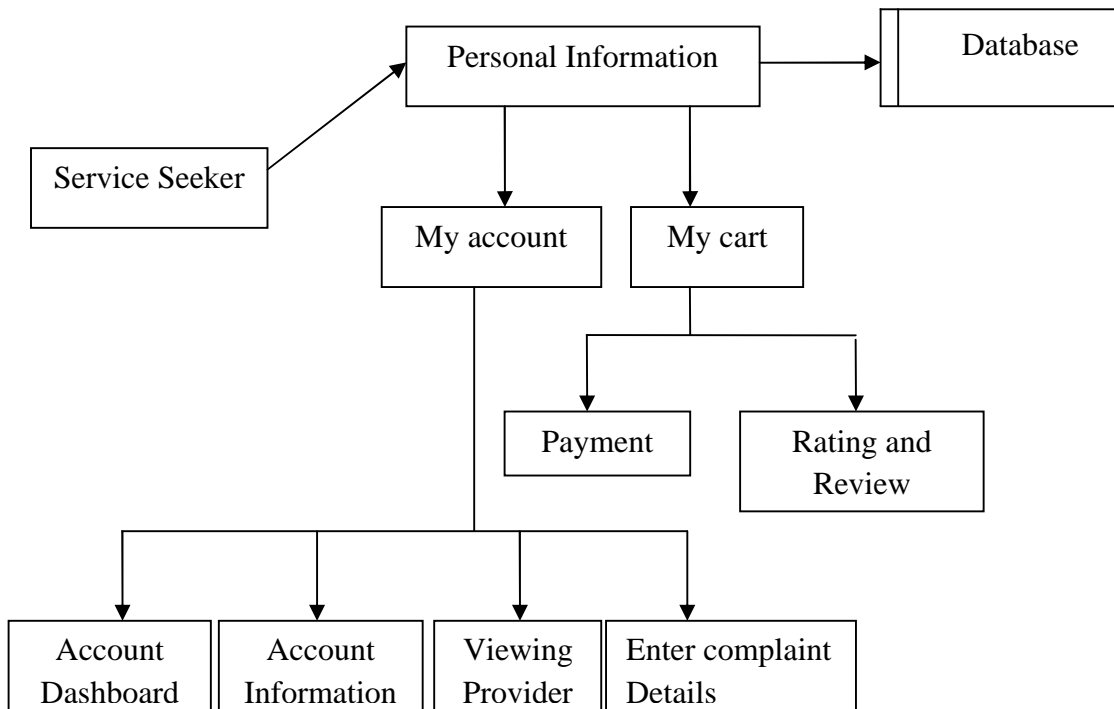 Personal Information
Database
Service Seeker
My account
My cart
Payment
Rating and
Review
Account
Dashboard
Account
Information
Viewing
Provider
Enter complaint
Details